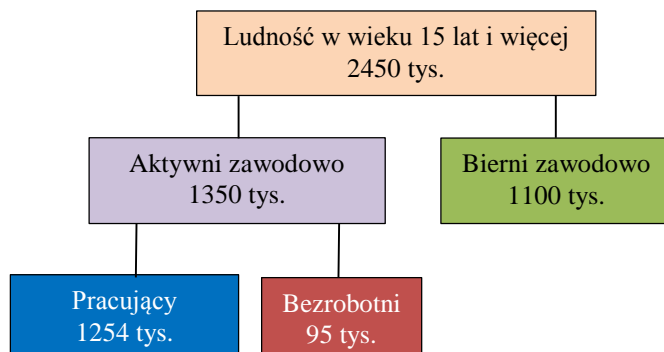 Ludność w wieku 15 lat i więcej
2450 tys.
Aktywni zawodowo
1350 tys.
Bierni zawodowo
1100 tys.
Pracujący
1254 tys.
Bezrobotni
95 tys.